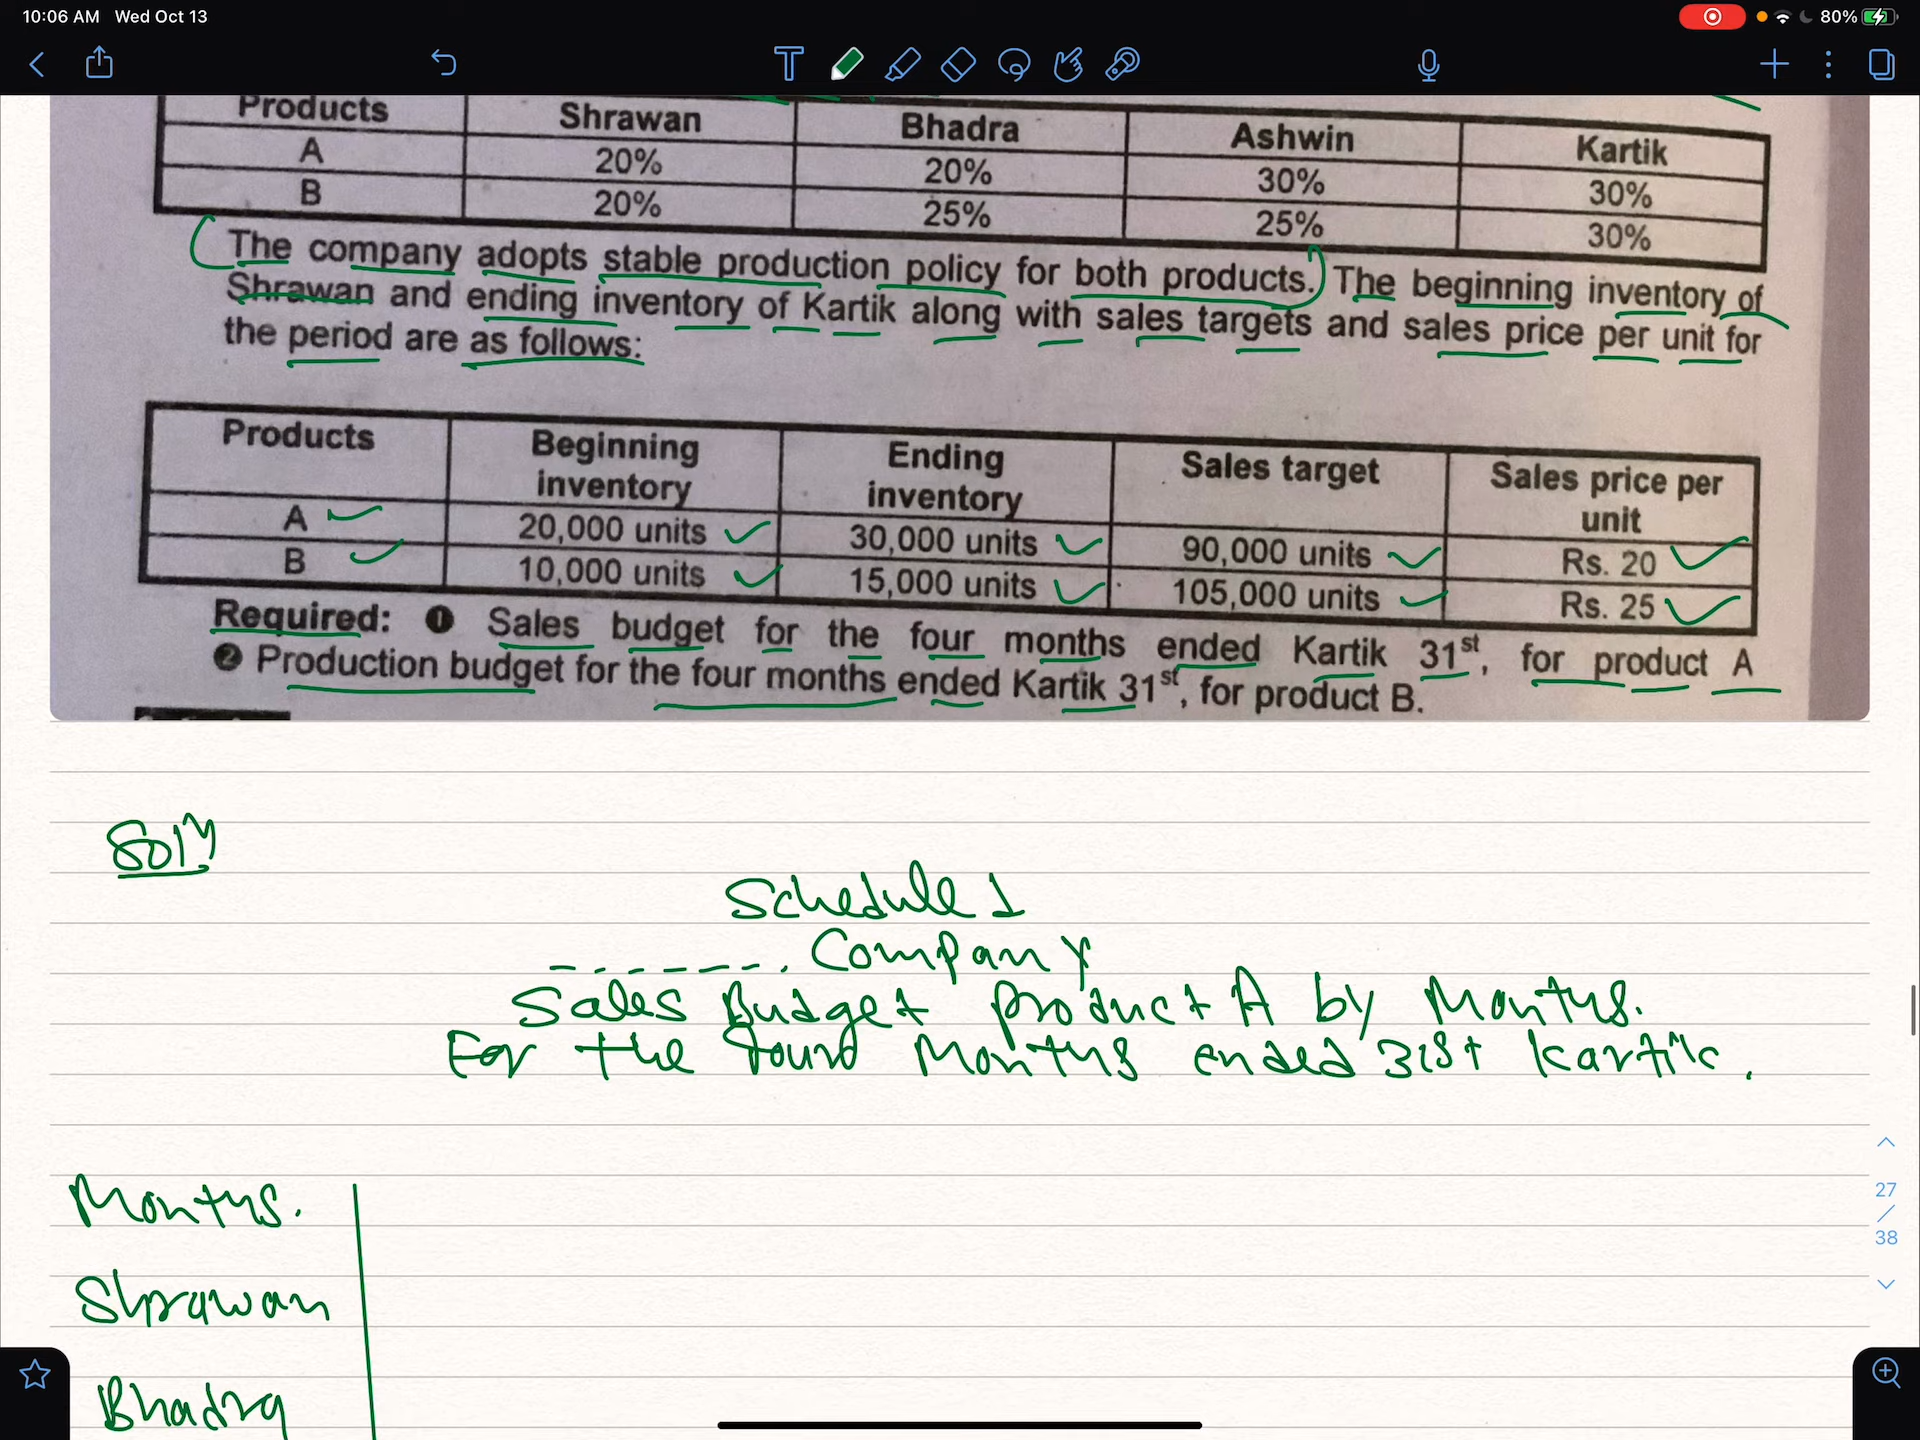 10:06 AM Wed Oct 13
80%
Products Shrawan Bhadra Ashwin Kartik
A 20% 20% 30% 30%
B 20% 25% 25% 30%
The company adopts stable production policy for both products. The beginning inventory of
Shrawan and ending inventory of Kartik along with sales targets and sales price per unit for
the period are as follows:
Products Beginning inventory Ending inventory Sales target Sales price per unit
A 20,000 units 30,000 units 90,000 units Rs. 20
B 10,000 units 15,000 units 105,000 units Rs. 25
Required: ❶ Sales budget for the four months ended Kartik 31st, for product A
❷ Production budget for the four months ended Kartik 31st, for product B.
Soln
Schedule 1
-------. Company
Sales Budget product A by Months.
For the four Months ended 31st Kartik.
Months.
Shrawan
Bhadra
27
/
38